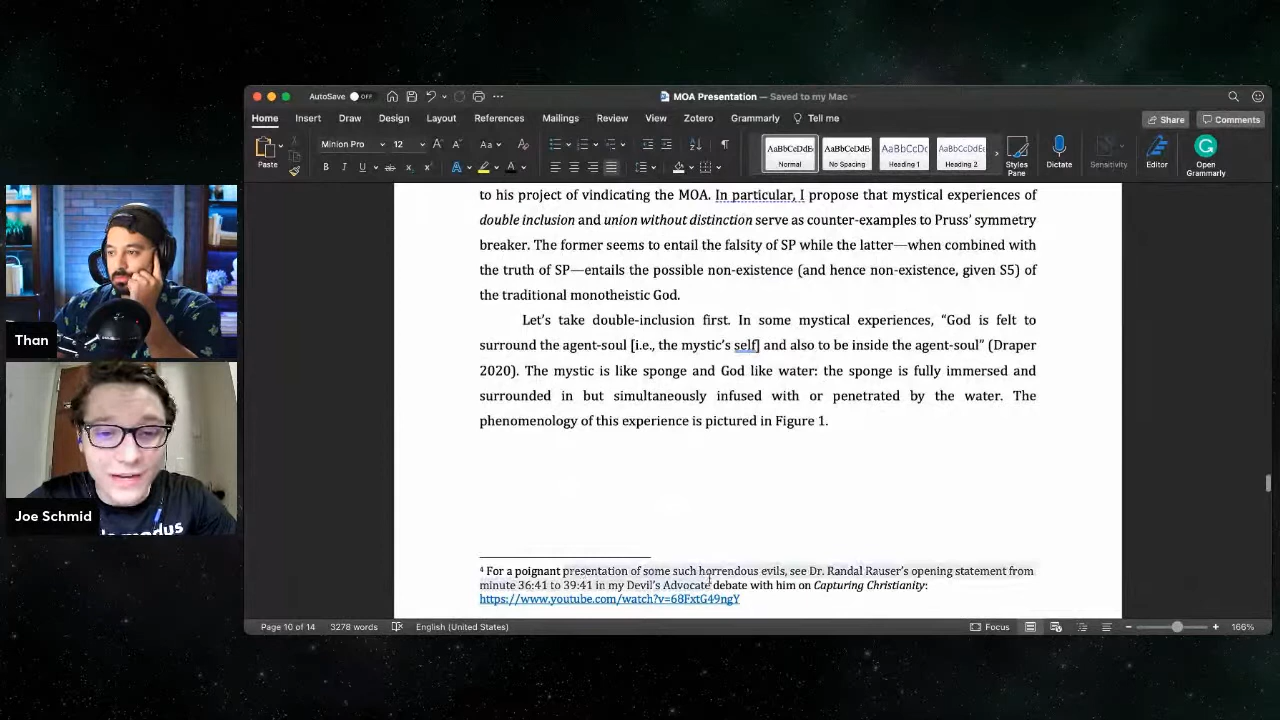 AutoSave OFF
MOA Presentation — Saved to my Mac
Home Insert Draw Design Layout References Mailings Review View Zotero Grammarly Tell me
Share Comments
Paste
Minion Pro 12
Aa
B I U ab x
AaBbCcDdE AaBbCcDdE AaBbCcDc AaBbCcDdEe
Normal No Spacing Heading 1 Heading 2
Styles Pane
Dictate
Sensitivity
Editor
Open Grammarly
to his project of vindicating the MOA. In particular, I propose that mystical experiences of
double inclusion and union without distinction serve as counter-examples to Pruss’ symmetry
breaker. The former seems to entail the falsity of SP while the latter—when combined with
the truth of SP—entails the possible non-existence (and hence non-existence, given S5) of
the traditional monotheistic God.
Let’s take double-inclusion first. In some mystical experiences, “God is felt to
surround the agent-soul [i.e., the mystic’s self] and also to be inside the agent-soul” (Draper
2020). The mystic is like sponge and God like water: the sponge is fully immersed and
surrounded in but simultaneously infused with or penetrated by the water. The
phenomenology of this experience is pictured in Figure 1.
4 For a poignant presentation of some such horrendous evils, see Dr. Randal Rauser’s opening statement from
minute 36:41 to 39:41 in my Devil’s Advocate debate with him on Capturing Christianity:
https://www.youtube.com/watch?v=68FxtG49ngY
Page 10 of 14 3278 words English (United States) Focus 166%
Than
Joe Schmid
modus